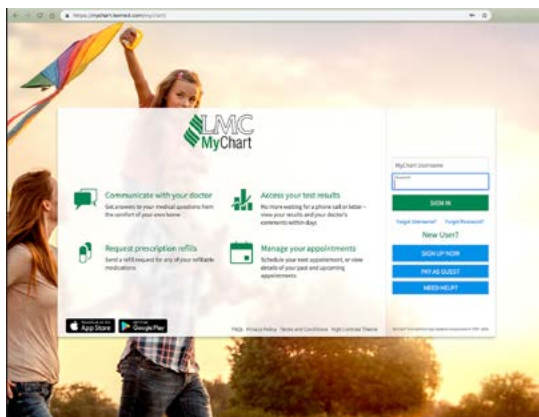 https://mychart.lexmed.com/mychart/
LMC
MyChart
Communicate with your doctor
Get answers to your medical questions from
the comfort of your own home
Access your test results
No more waiting for a phone call or letter –
view your results and your doctor's
comments within days
Request prescription refills
Send a refill request for any of your refillable
medications
Manage your appointments
Schedule your next appointment, or view
details of your past and upcoming
appointments
MyChart Username
Password
SIGN IN
Forgot Username? Forgot Password?
New User?
SIGN UP NOW
PAY AS GUEST
NEED HELP?
App Store
Google Play
FAQs Privacy Policy Terms and Conditions High Contrast Theme